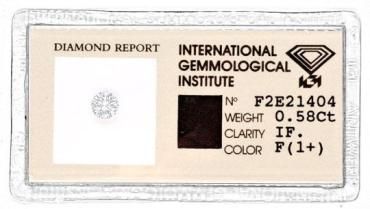 DIAMOND REPORT
INTERNATIONAL
GEMMOLOGICAL
INSTITUTE
Nº F2E21404
WEIGHT 0.58Ct
CLARITY IF.
COLOR F(1+)